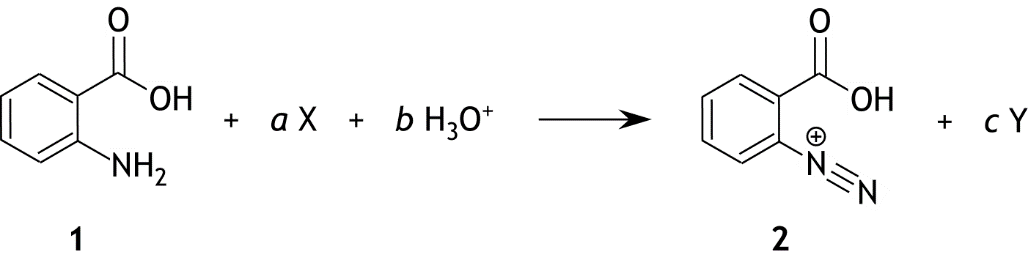 O
OH
NH₂
+ a X + b H₃O⁺
O
OH
⊕
N
N
+ c Y
1
2